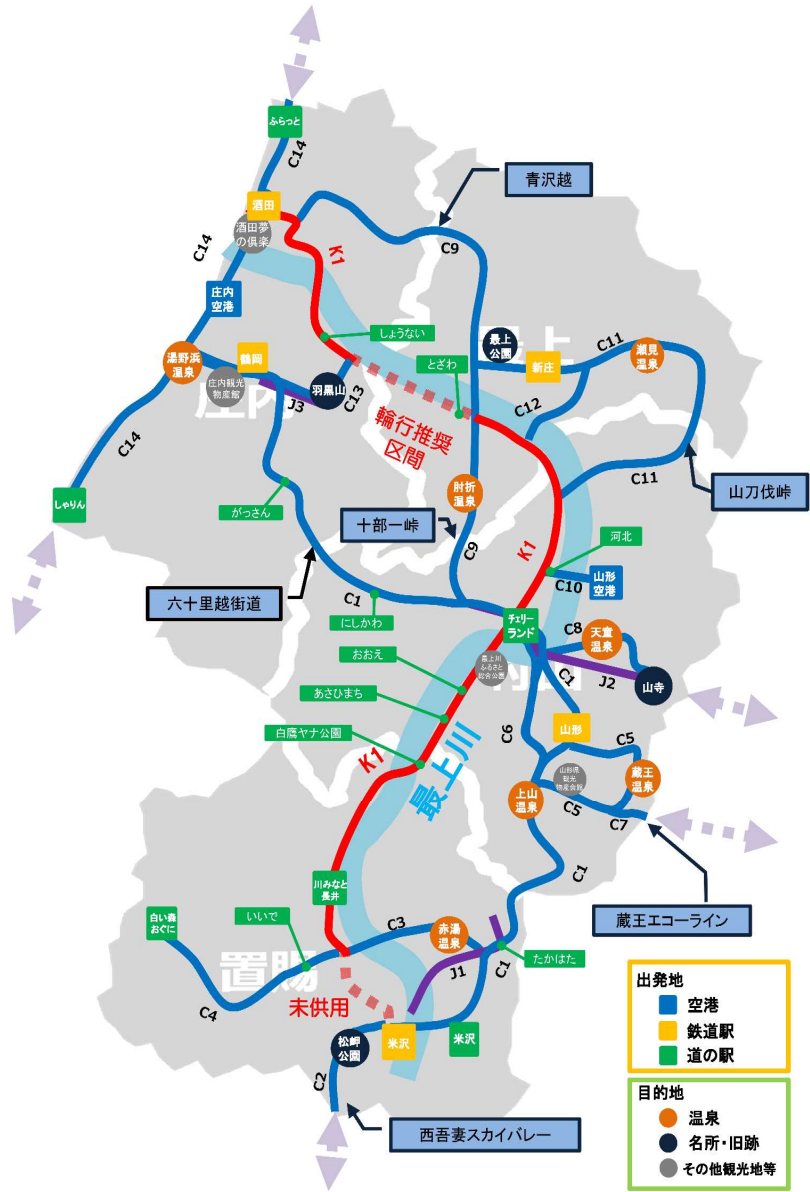 ふらっと
C14
青沢越
酒田
酒田夢
の倶楽
C14
K1
C9
庄内
空港
しょうない
最上
最上
公園
新庄
C11
瀬見
温泉
とざわ
湯野浜
温泉
鶴岡
庄内観光
物産館
J3
羽黒山
C13
庄内
C12
輪行推奨
区間
C14
しゃりん
がっさん
肘折
温泉
C11
山刀伐峠
十部一峠
C9
K1
河北
六十里越街道
C1
にしかわ
C10
山形
空港
チェリー
ランド
C8
天童
温泉
おおえ
最上川
ふるさと
総合公園
村山
C1
J2
山寺
あさひまち
白鷹ヤナ公園
C6
山形
C5
K1
最上川
上山
温泉
山形県
観光
物産会館
蔵王
温泉
C5
C7
C1
川みなと
長井
蔵王エコーライン
白い森
おぐに
いいで
C3
赤湯
温泉
置賜
J1
C1
たかはた
C4
未供用
松岬
公園
米沢
米沢
C2
西吾妻スカイバレー
出発地
空港
鉄道駅
道の駅
目的地
温泉
名所・旧跡
その他観光地等